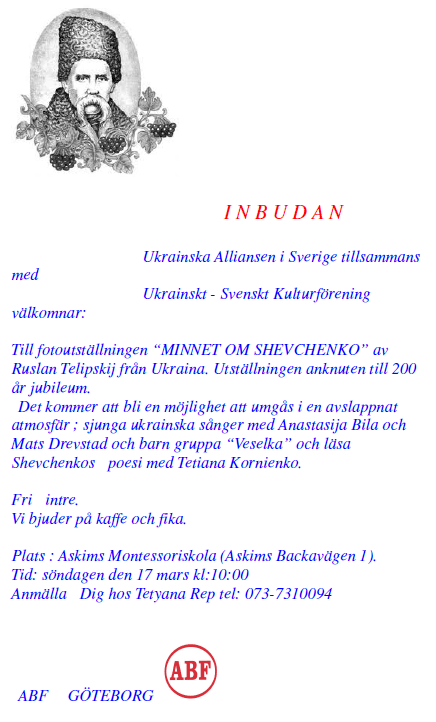 I N B U D A N
Ukrainska Alliansen i Sverige tillsammans
med
Ukrainskt - Svenskt Kulturförening
välkomnar:
Till fotoutställningen “MINNET OM SHEVCHENKO” av
Ruslan Telipskij från Ukraina. Utställningen anknuten till 200
år jubileum.
Det kommer att bli en möjlighet att umgås i en avslappnat
atmosfär ; sjunga ukrainska sånger med Anastasija Bila och
Mats Drevstad och barn gruppa “Veselka” och läsa
Shevchenkos poesi med Tetiana Kornienko.
Fri intre.
Vi bjuder på kaffe och fika.
Plats : Askims Montessoriskola (Askims Backavägen 1).
Tid: söndagen den 17 mars kl:10:00
Anmälla Dig hos Tetyana Rep tel: 073-7310094
ABF
ABF GÖTEBORG